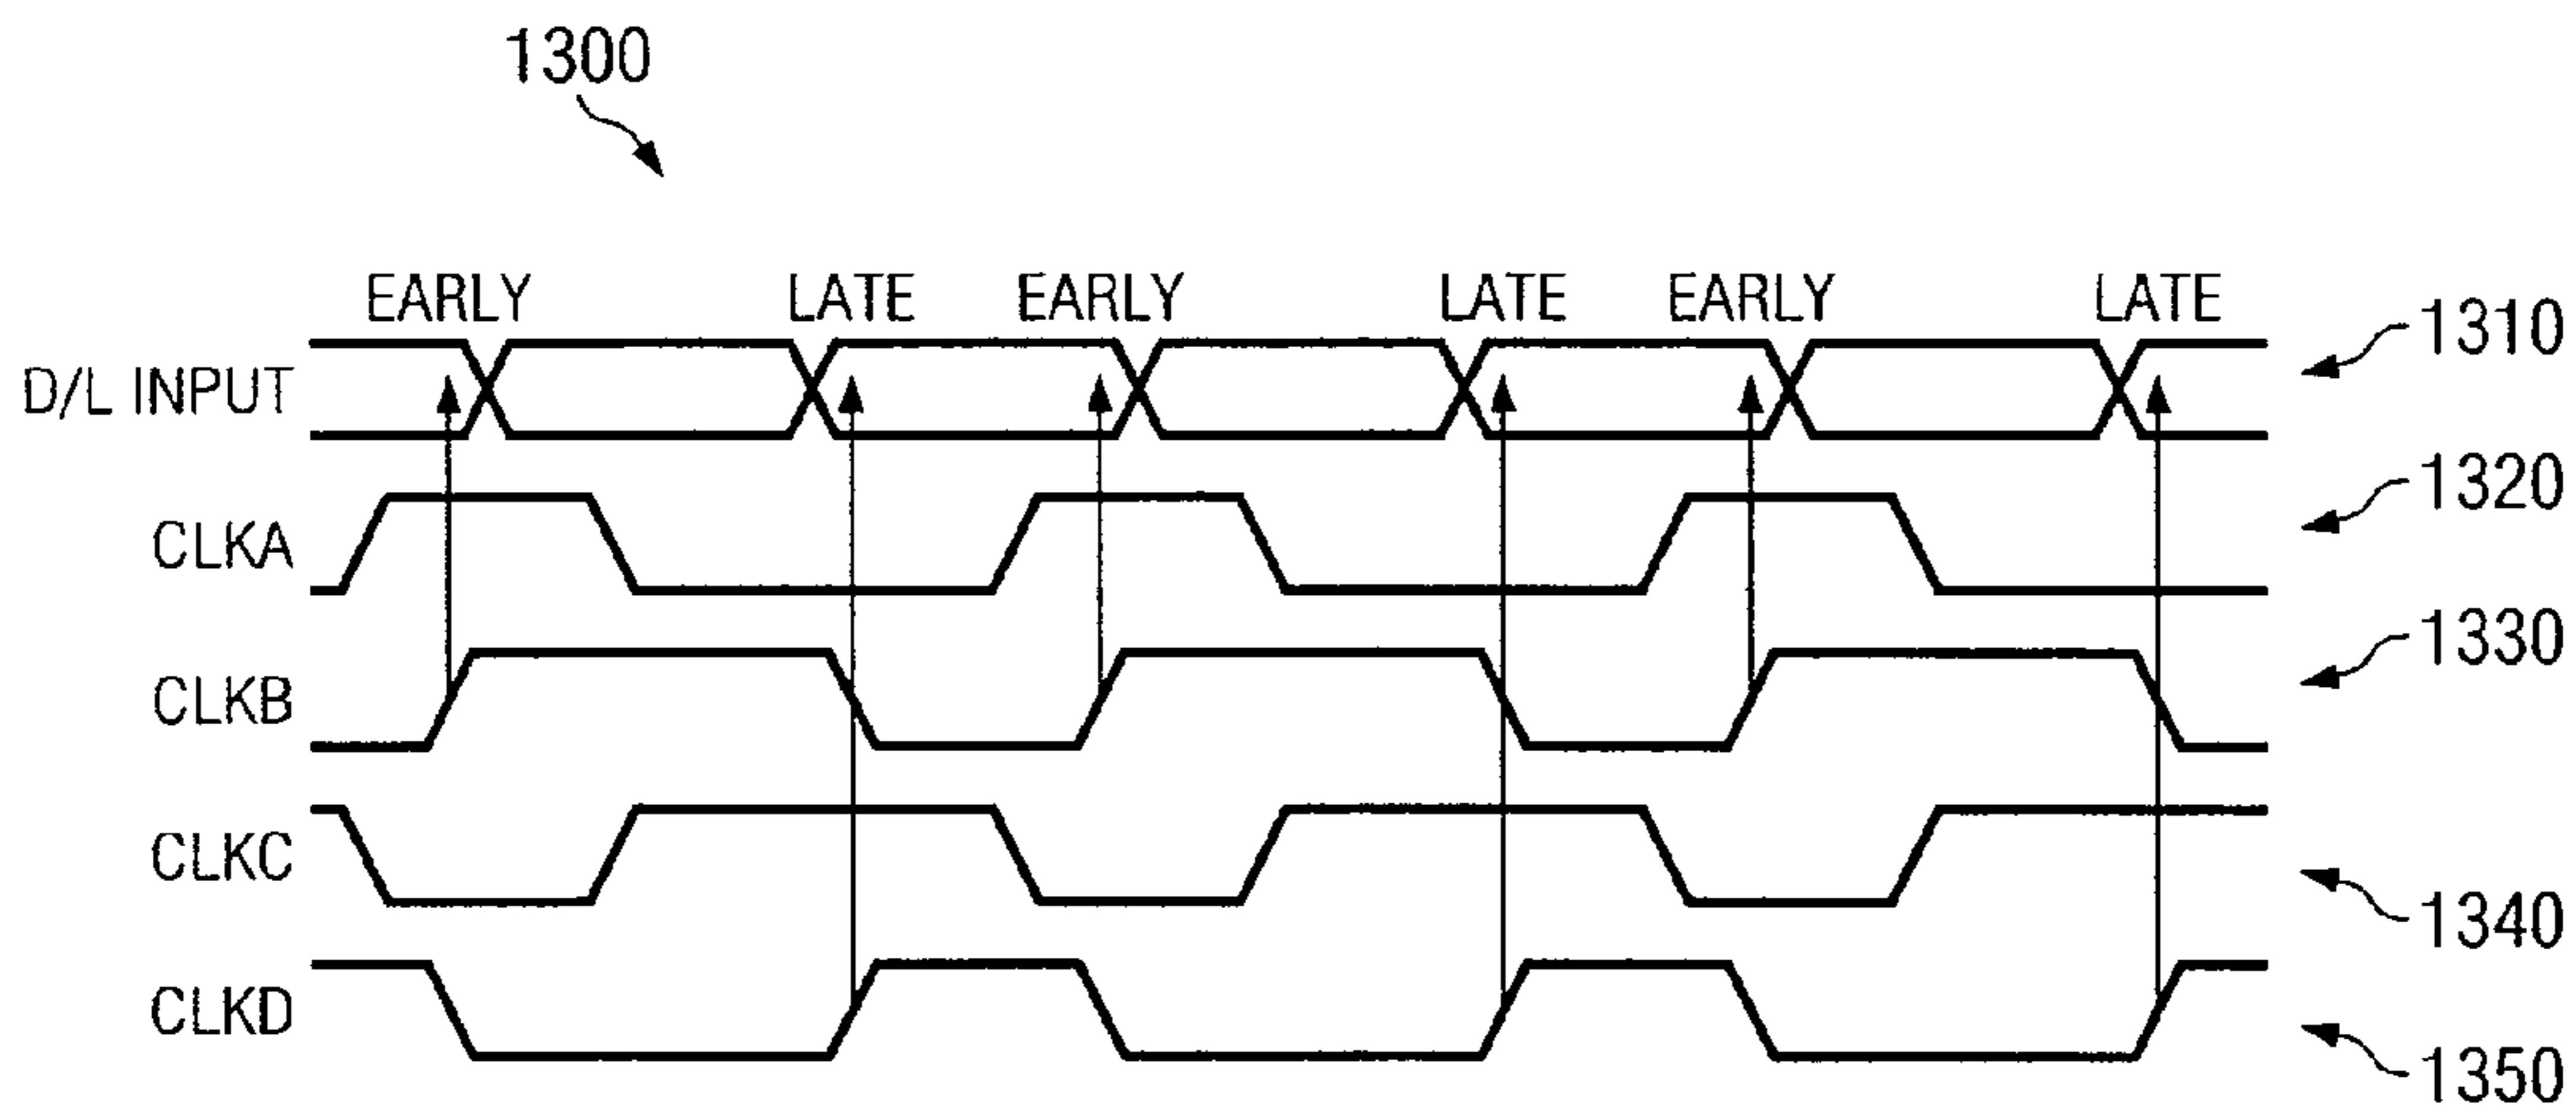 1300
EARLY LATE EARLY LATE EARLY LATE
D/L INPUT 1310
CLKA 1320
CLKB 1330
CLKC 1340
CLKD 1350